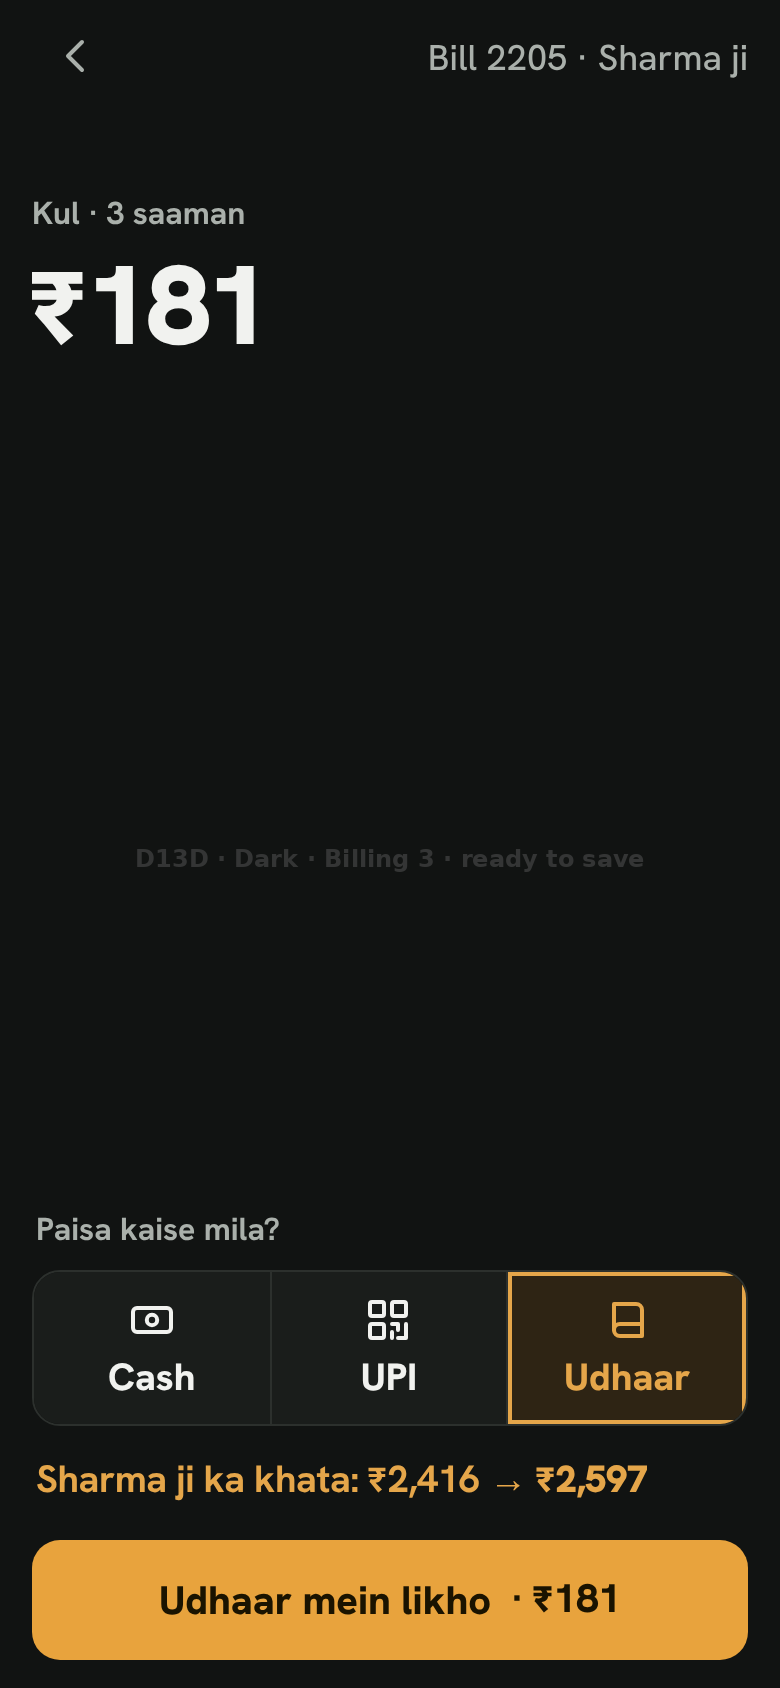 Bill 2205 · Sharma ji
Kul · 3 saaman
₹181
D13D · Dark · Billing 3 · ready to save
Paisa kaise mila?
Cash UPI Udhaar
Sharma ji ka khata: ₹2,416 → ₹2,597
Udhaar mein likho · ₹181